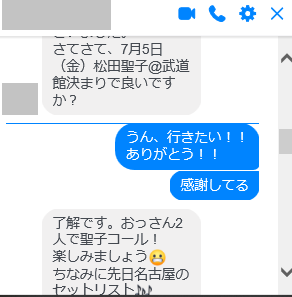 さてさて、7月5日
（金）松田聖子@武道
館決まりで良いです
か？
うん、行きたい！！
ありがとう！！
感謝してる
了解です。おっさん2
人で聖子コール！
楽しみましょう😬
ちなみに先日名古屋の
セットリスト🎶